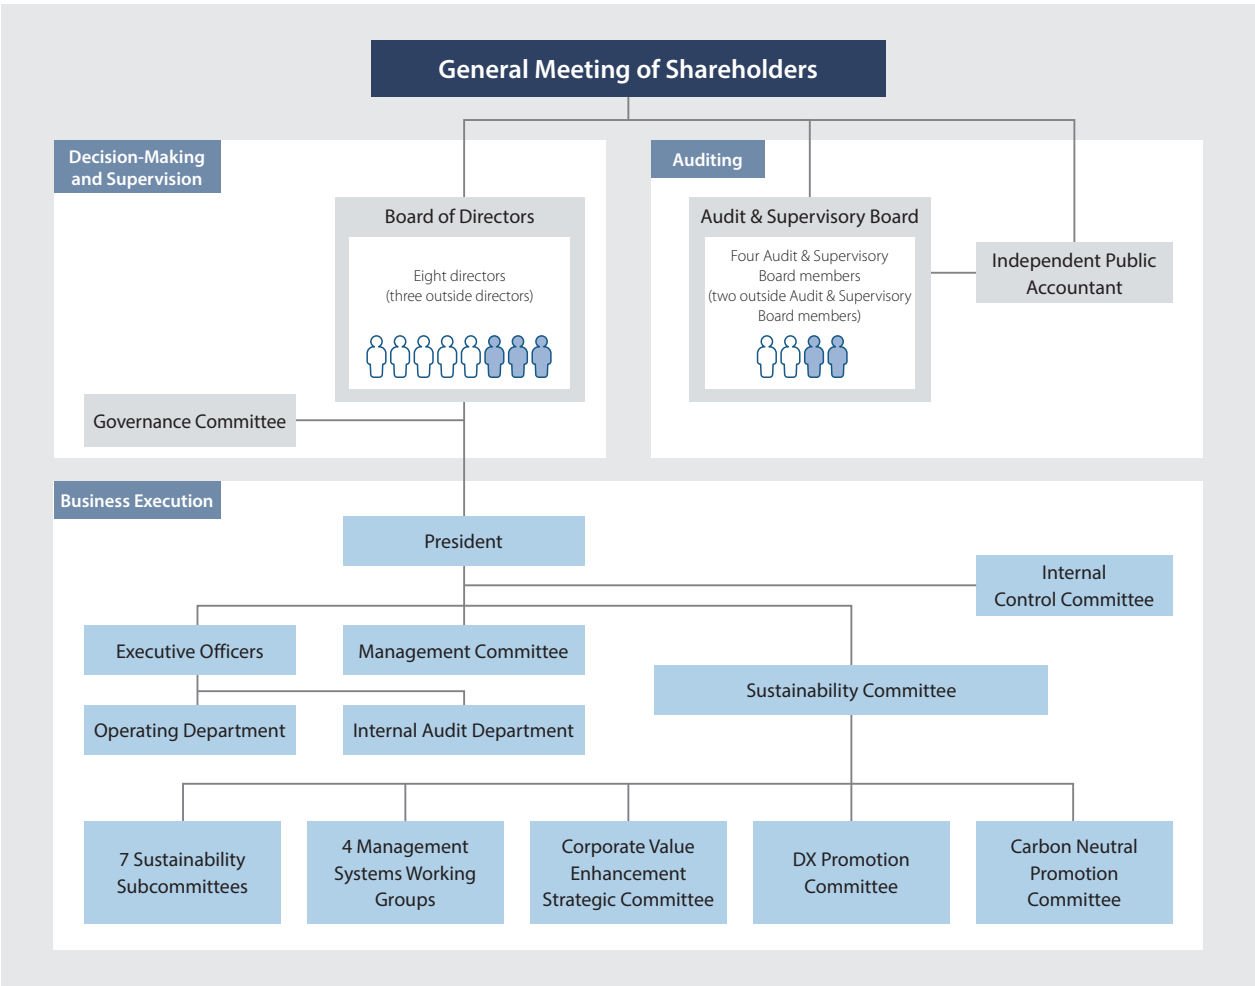 General Meeting of Shareholders
Decision-Making
and Supervision
Board of Directors
Eight directors
(three outside directors)
Governance Committee
Auditing
Audit & Supervisory Board
Four Audit & Supervisory
Board members
(two outside Audit & Supervisory
Board members)
Independent Public
Accountant
Business Execution
President
Internal
Control Committee
Executive Officers
Management Committee
Sustainability Committee
Operating Department
Internal Audit Department
7 Sustainability
Subcommittees
4 Management
Systems Working
Groups
Corporate Value
Enhancement
Strategic Committee
DX Promotion
Committee
Carbon Neutral
Promotion
Committee